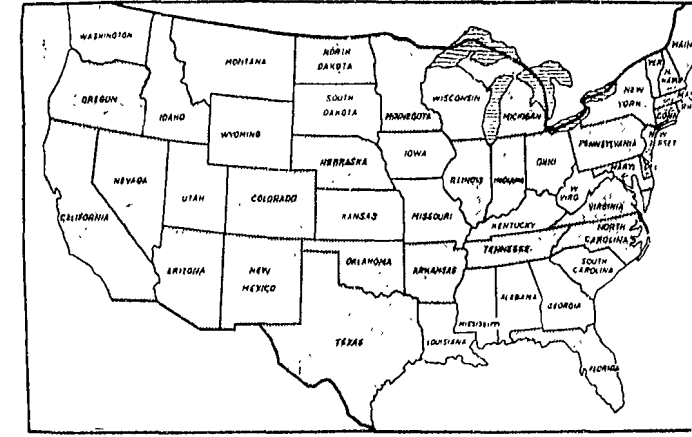 WASHINGTON
MONTANA
NORTH
DAKOTA
OREGON
IDAHO
WYOMING
SOUTH
DAKOTA
MINNESOTA
WISCONSIN
MICHIGAN
NEW
YORK
PENNSYLVANIA
NEBRASKA
IOWA
ILLINOIS
INDIANA
OHIO
NEVADA
UTAH
COLORADO
KANSAS
MISSOURI
KENTUCKY
VIRGINIA
CALIFORNIA
ARIZONA
NEW
MEXICO
OKLAHOMA
ARKANSAS
TENNESSEE
NORTH
CAROLINA
SOUTH
CAROLINA
TEXAS
LOUISIANA
MISSISSIPPI
ALABAMA
GEORGIA
FLORIDA